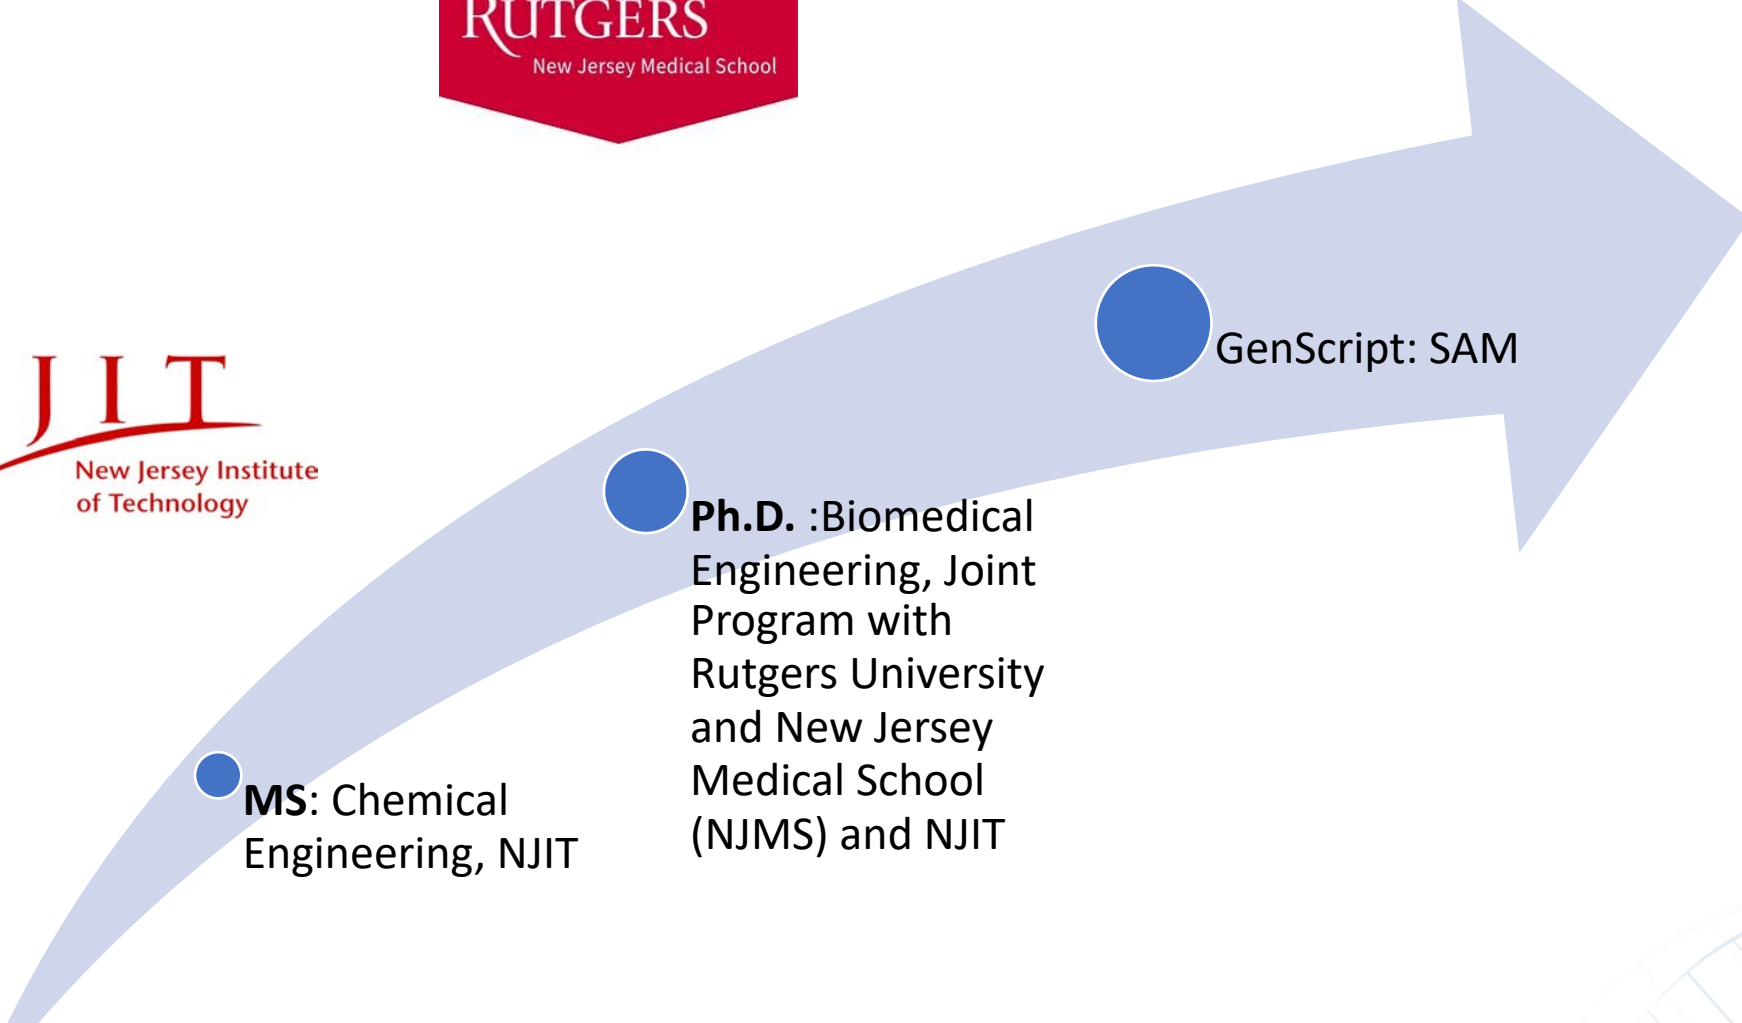 RUTGERS
New Jersey Medical School
JIT
New Jersey Institute
of Technology
GenScript: SAM
Ph.D. :Biomedical
Engineering, Joint
Program with
Rutgers University
and New Jersey
Medical School
(NJMS) and NJIT
MS: Chemical
Engineering, NJIT